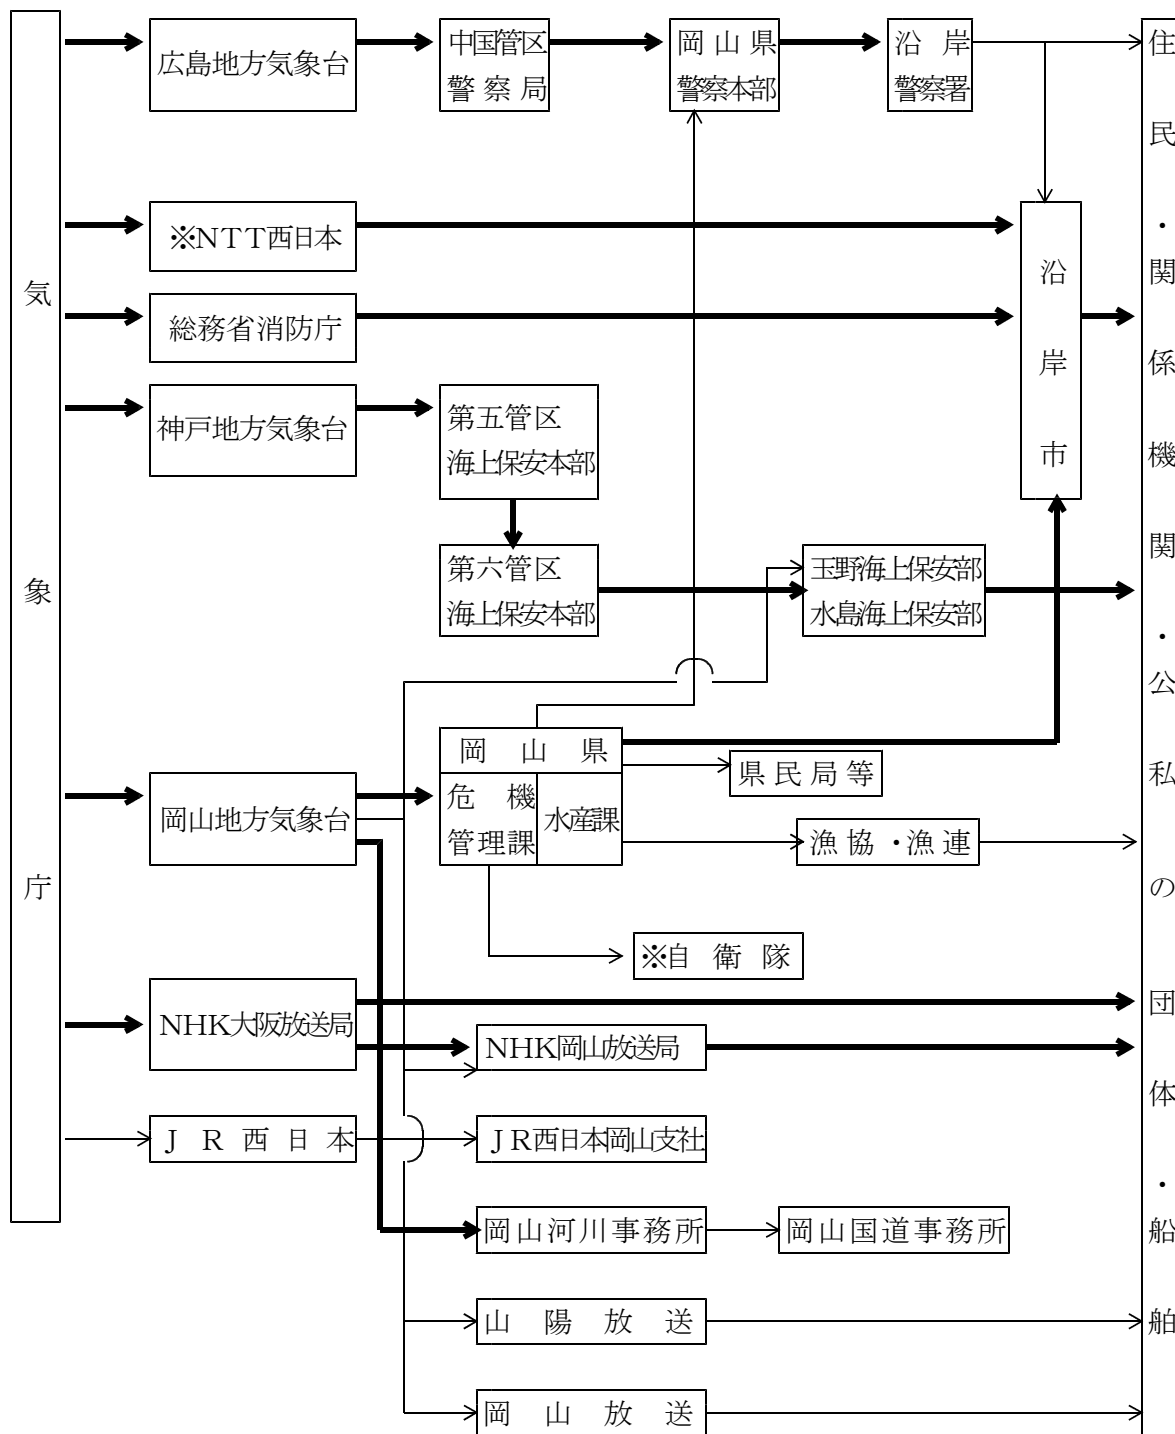 気象庁
広島地方気象台
中国管区
警察局
岡山県
警察本部
沿岸
警察署
※NTT西日本
総務省消防庁
神戸地方気象台
第五管区
海上保安本部
第六管区
海上保安本部
玉野海上保安部
水島海上保安部
沿岸市
岡山地方気象台
岡山県
危機
管理課
水産課
県民局等
漁協・漁連
※自衛隊
NHK大阪放送局
NHK岡山放送局
JR西日本
JR西日本岡山支社
岡山河川事務所
岡山国道事務所
山陽放送
岡山放送
住民・関係機関・公私の団体・船舶